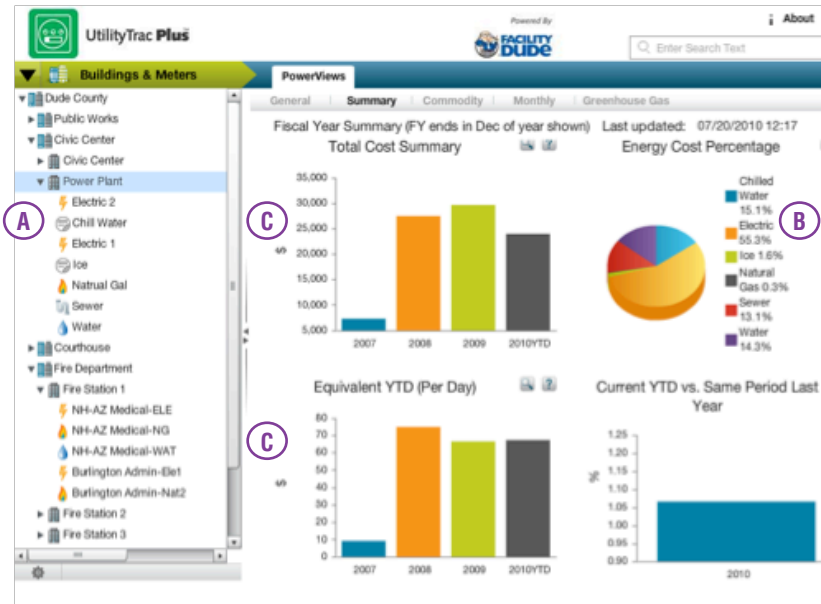 UtilityTrac Plus
Powered By
FACILITY DUDE
About
Enter Search Text
Buildings & Meters
PowerViews
General
Summary
Commodity
Monthly
Greenhouse Gas
Dude County
Public Works
Civic Center
Civic Center
Power Plant
Electric 2
Chill Water
Electric 1
Ice
Natrual Gal
Sewer
Water
Courthouse
Fire Department
Fire Station 1
NH-AZ Medical-ELE
NH-AZ Medical-NG
NH-AZ Medical-WAT
Burlington Admin-Ele1
Burlington Admin-Nat2
Fire Station 2
Fire Station 3
A
Fiscal Year Summary (FY ends in Dec of year shown) Last updated: 07/20/2010 12:17
Total Cost Summary
35,000
30,000
25,000
20,000
15,000
10,000
5,000
$
2007 2008 2009 2010YTD
C
Energy Cost Percentage
Chilled
Water
15.1%
Electric
55.3%
Ice 1.6%
Natural
Gas 0.3%
Sewer
13.1%
Water
14.3%
B
Equivalent YTD (Per Day)
80
70
60
50
40
30
20
10
0
$
2007 2008 2009 2010YTD
C
Current YTD vs. Same Period Last
Year
1.25
1.20
1.15
1.10
1.05
1.00
0.95
0.90
%
2010